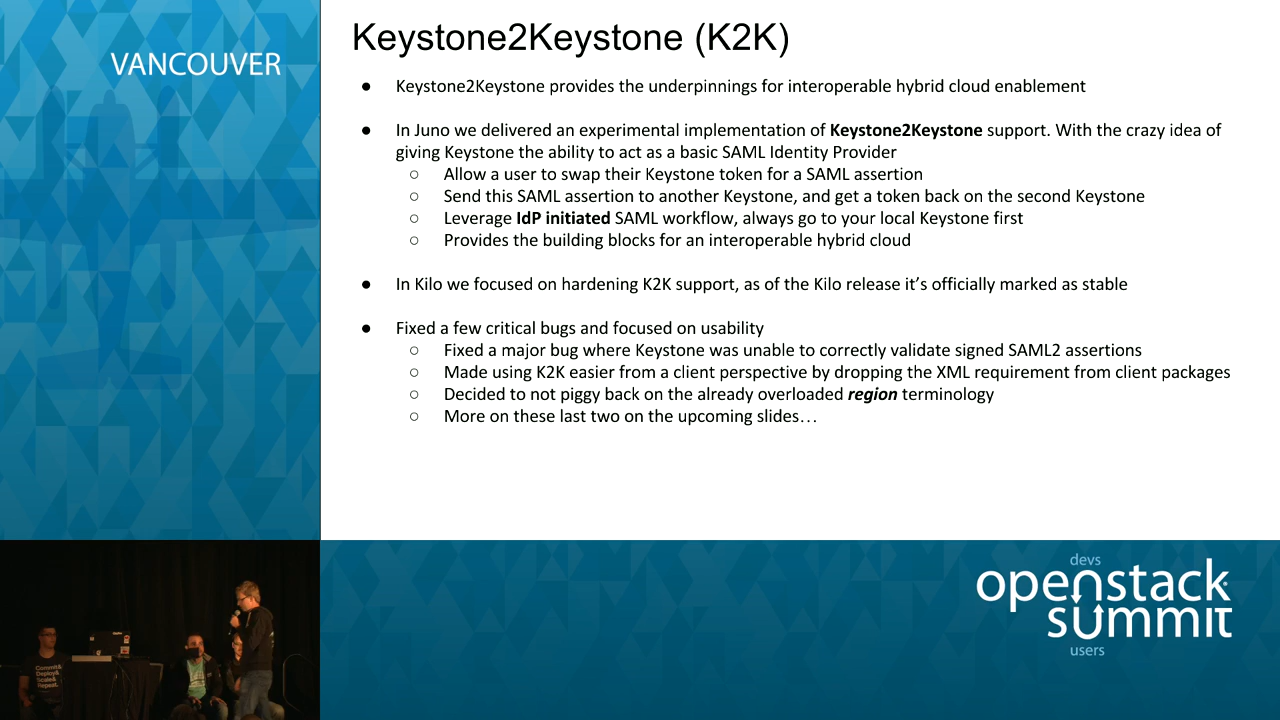 VANCOUVER
Keystone2Keystone (K2K)
● Keystone2Keystone provides the underpinnings for interoperable hybrid cloud enablement
● In Juno we delivered an experimental implementation of Keystone2Keystone support. With the crazy idea of
giving Keystone the ability to act as a basic SAML Identity Provider
○ Allow a user to swap their Keystone token for a SAML assertion
○ Send this SAML assertion to another Keystone, and get a token back on the second Keystone
○ Leverage IdP initiated SAML workflow, always go to your local Keystone first
○ Provides the building blocks for an interoperable hybrid cloud
● In Kilo we focused on hardening K2K support, as of the Kilo release it’s officially marked as stable
● Fixed a few critical bugs and focused on usability
○ Fixed a major bug where Keystone was unable to correctly validate signed SAML2 assertions
○ Made using K2K easier from a client perspective by dropping the XML requirement from client packages
○ Decided to not piggy back on the already overloaded region terminology
○ More on these last two on the upcoming slides…
Commit&
Deploy&
Scale&
Repeat.
devs
openstack
summit
users